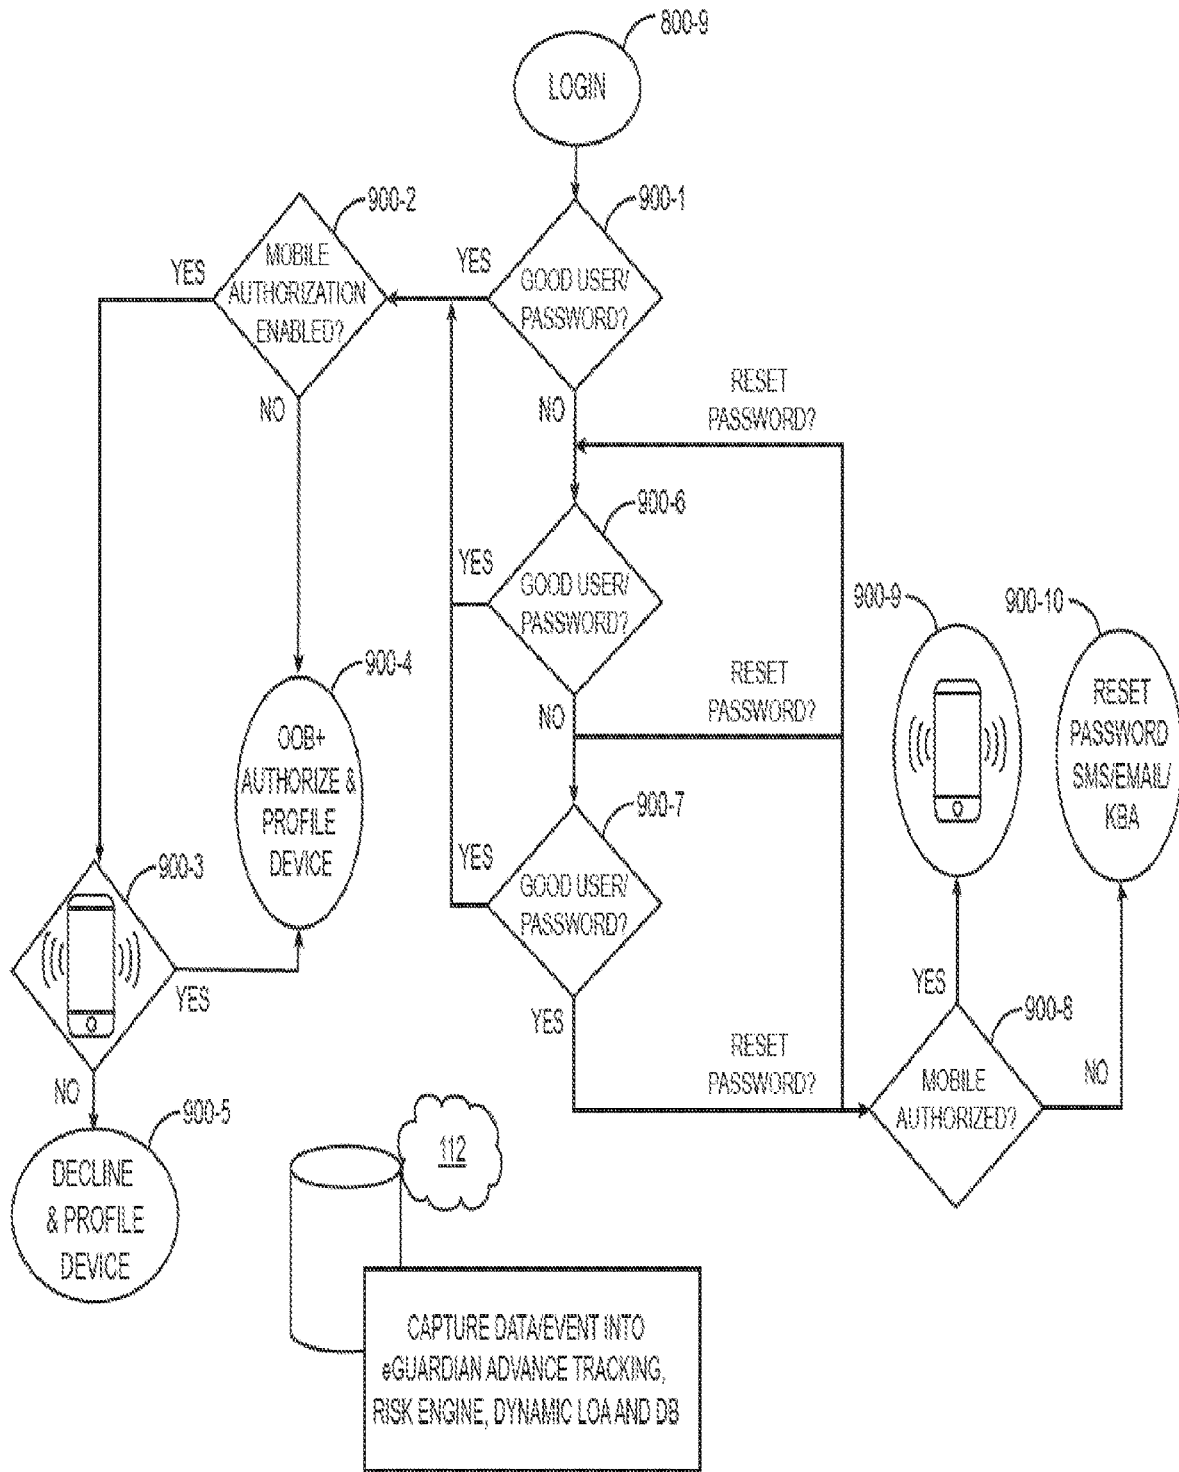 800-9
LOGIN
900-1
GOOD USER/
PASSWORD?
YES
NO
900-2
MOBILE
AUTHORIZATION
ENABLED?
YES
NO
RESET
PASSWORD?
900-6
GOOD USER/
PASSWORD?
YES
NO
RESET
PASSWORD?
900-4
OOB+
AUTHORIZE &
PROFILE
DEVICE
900-7
GOOD USER/
PASSWORD?
YES
YES
RESET
PASSWORD?
900-3
YES
NO
900-5
DECLINE
& PROFILE
DEVICE
900-9
900-10
RESET
PASSWORD
SMS/EMAIL/
KBA
900-8
MOBILE
AUTHORIZED?
YES
NO
112
CAPTURE DATA/EVENT INTO
eGUARDIAN ADVANCE TRACKING,
RISK ENGINE, DYNAMIC LOA AND DB